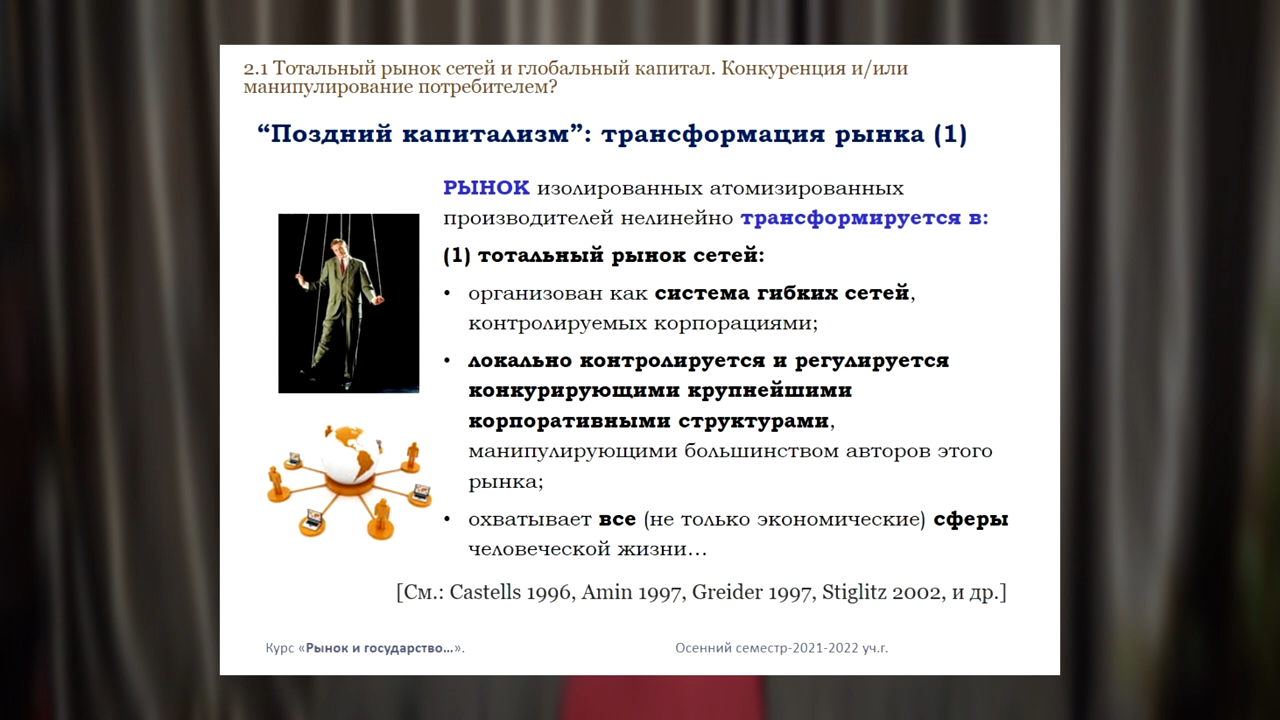 2.1 Тотальный рынок сетей и глобальный капитал. Конкуренция и/или
манипулирование потребителем?
“Поздний капитализм”: трансформация рынка (1)
РЫНОК изолированных атомизированных
производителей нелинейно трансформируется в:
(1) тотальный рынок сетей:
• организован как система гибких сетей,
контролируемых корпорациями;
• локально контролируется и регулируется
конкурирующими крупнейшими
корпоративными структурами,
манипулирующими большинством авторов этого
рынка;
• охватывает все (не только экономические) сферы
человеческой жизни…
[См.: Castells 1996, Amin 1997, Greider 1997, Stiglitz 2002, и др.]
Курс «Рынок и государство…».
Осенний семестр-2021-2022 уч.г.